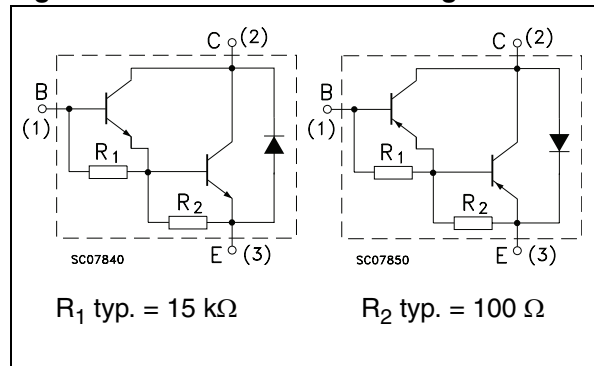 C (2)
B
(1)
R1
R2
E (3)
SC07840
C (2)
B
(1)
R1
R2
E (3)
SC07850
R1 typ. = 15 kΩ
R2 typ. = 100 Ω